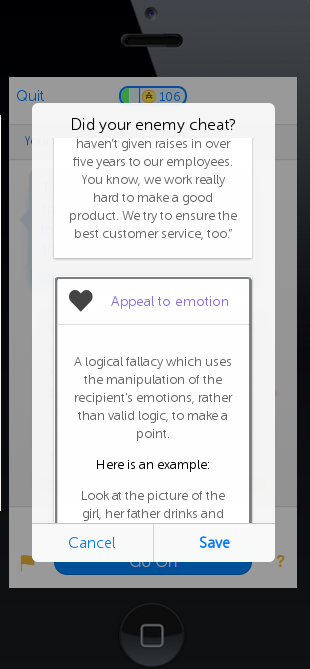 Quit
106
Did your enemy cheat?
haven't given raises in over
five years to our employees.
You know, we work really
hard to make a good
product. We try to ensure the
best customer service, too."
Appeal to emotion
A logical fallacy which uses
the manipulation of the
recipient's emotions, rather
than valid logic, to make a
point.
Here is an example:
Look at the picture of the
girl, her father drinks and
Cancel
Save
Go On
?